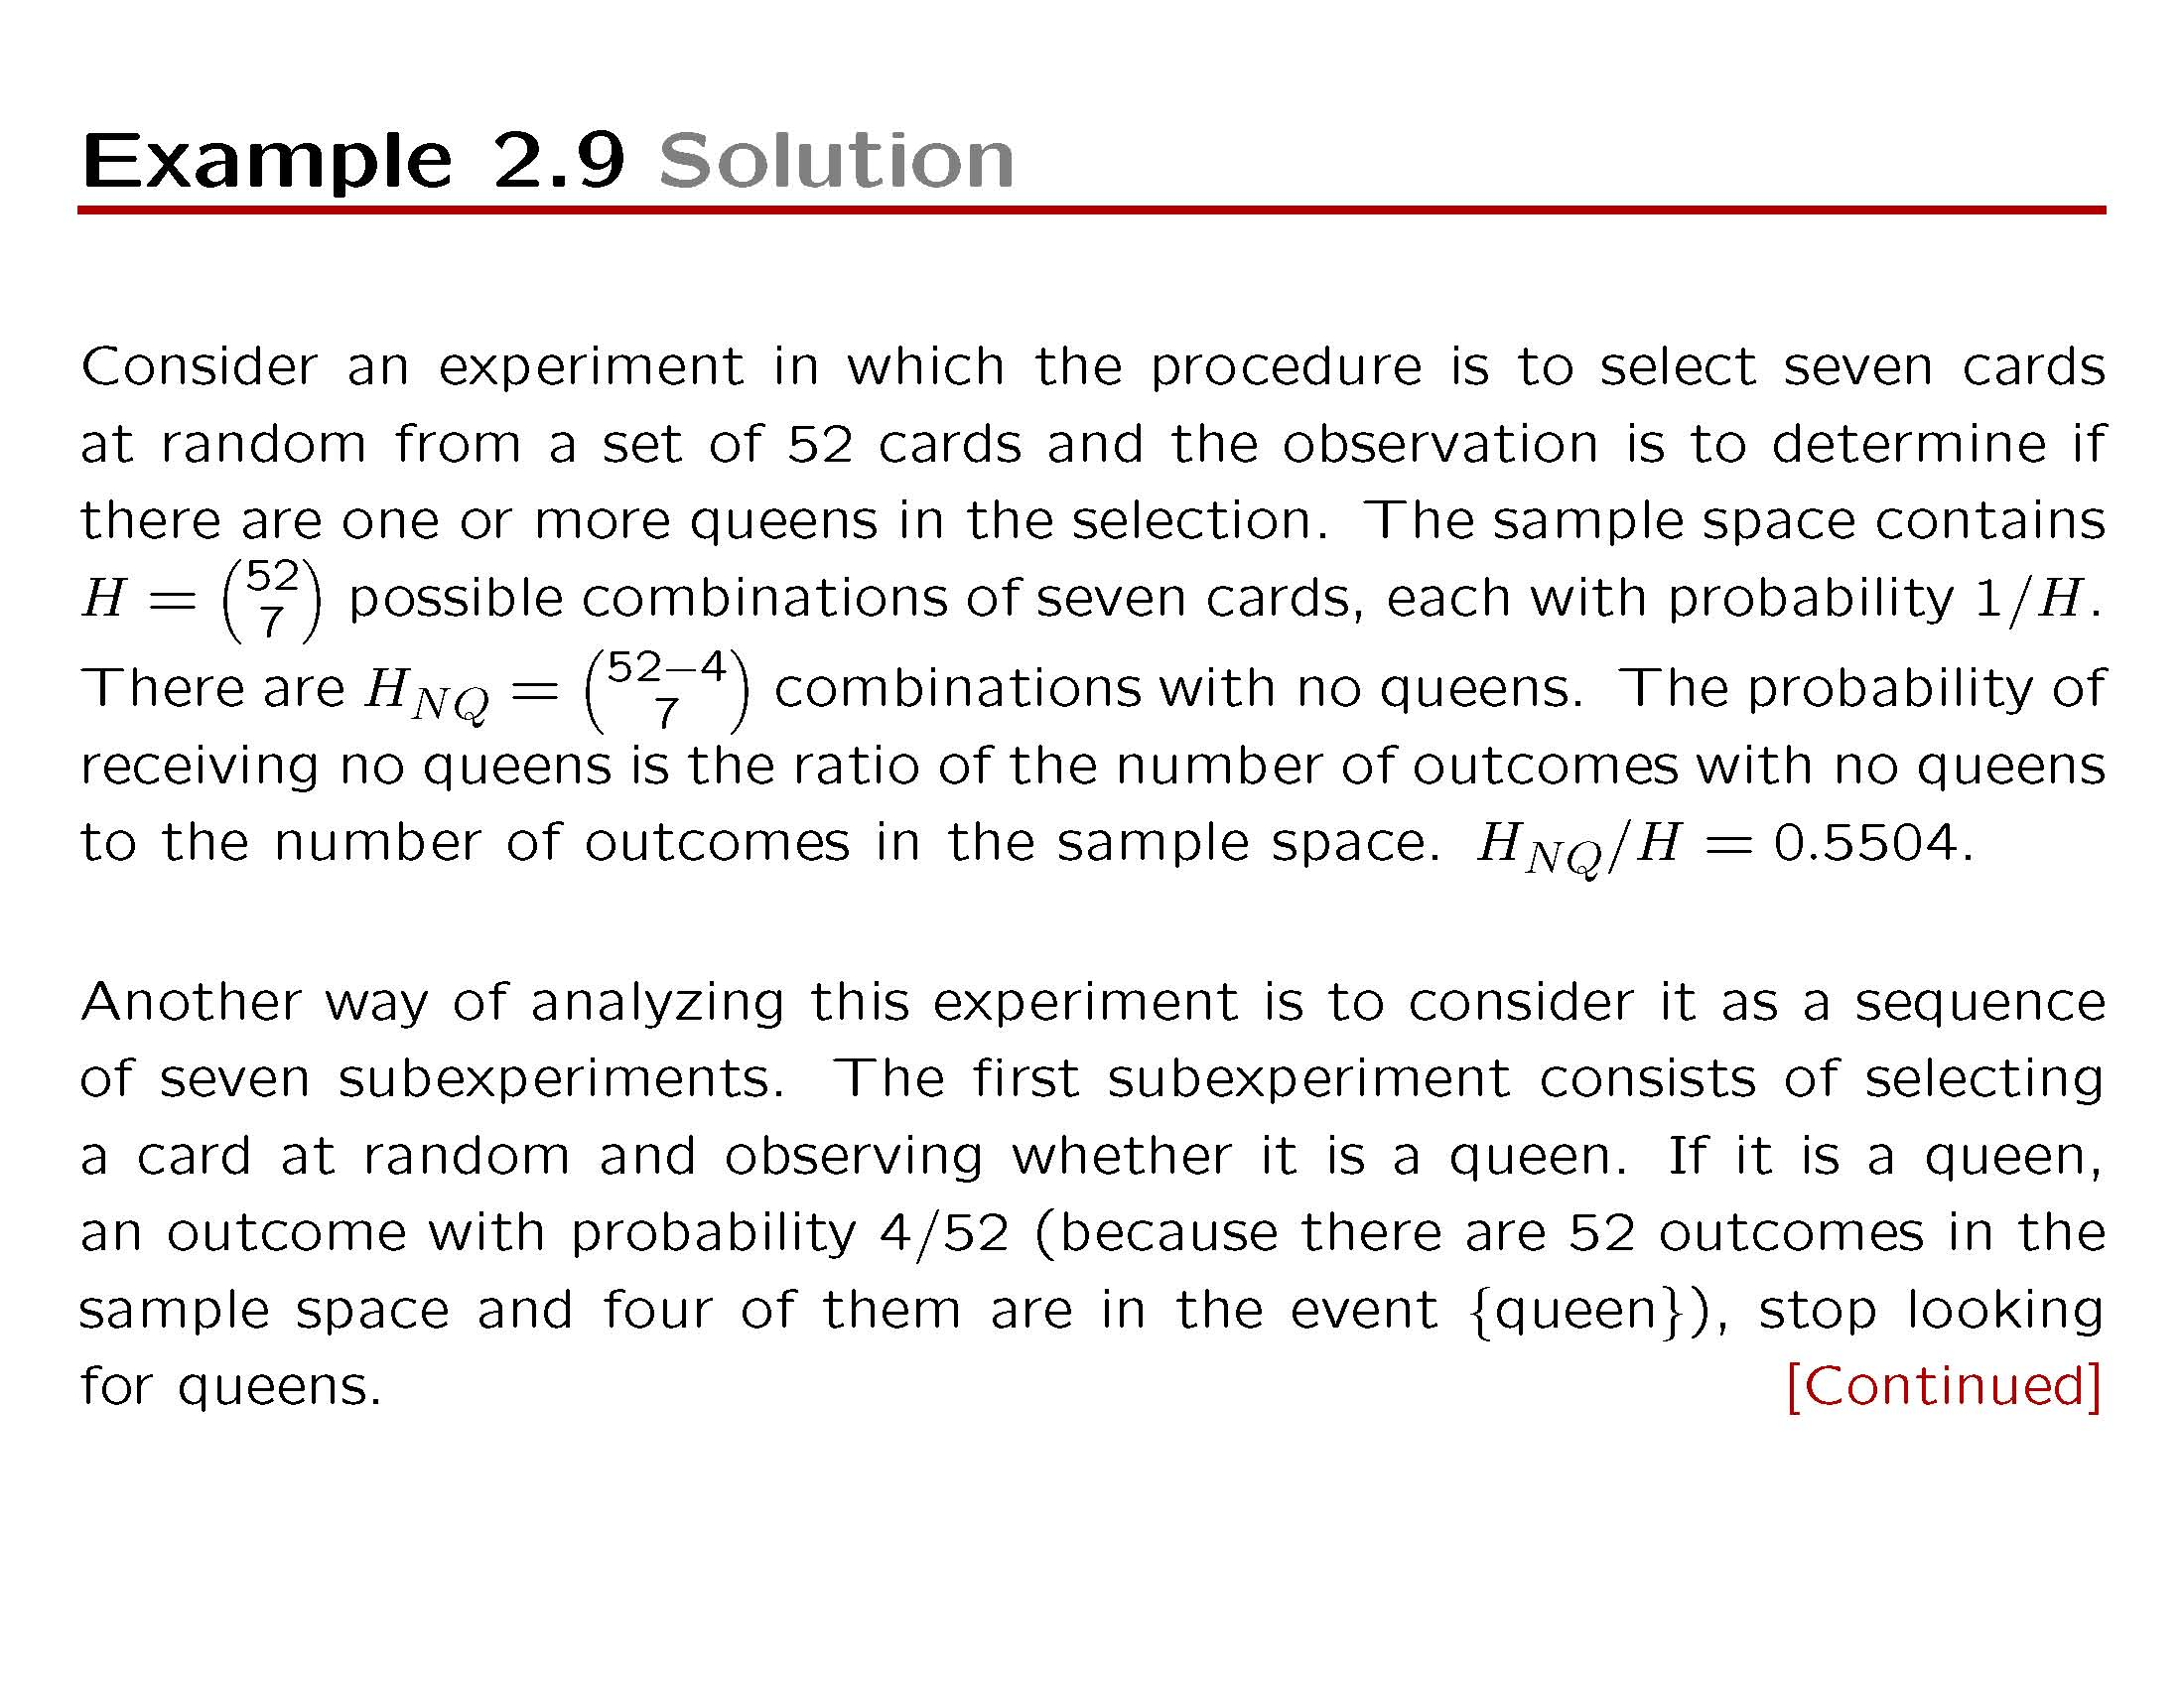 Example 2.9 Solution
Consider an experiment in which the procedure is to select seven cards
at random from a set of 52 cards and the observation is to determine if
there are one or more queens in the selection. The sample space contains
$H = \binom{52}{7}$ possible combinations of seven cards, each with probability $1/H$.
There are $H_{NQ} = \binom{52-4}{7}$ combinations with no queens. The probability of
receiving no queens is the ratio of the number of outcomes with no queens
to the number of outcomes in the sample space. $H_{NQ}/H = 0.5504$.
Another way of analyzing this experiment is to consider it as a sequence
of seven subexperiments. The first subexperiment consists of selecting
a card at random and observing whether it is a queen. If it is a queen,
an outcome with probability 4/52 (because there are 52 outcomes in the
sample space and four of them are in the event {queen}), stop looking
for queens. [Continued]